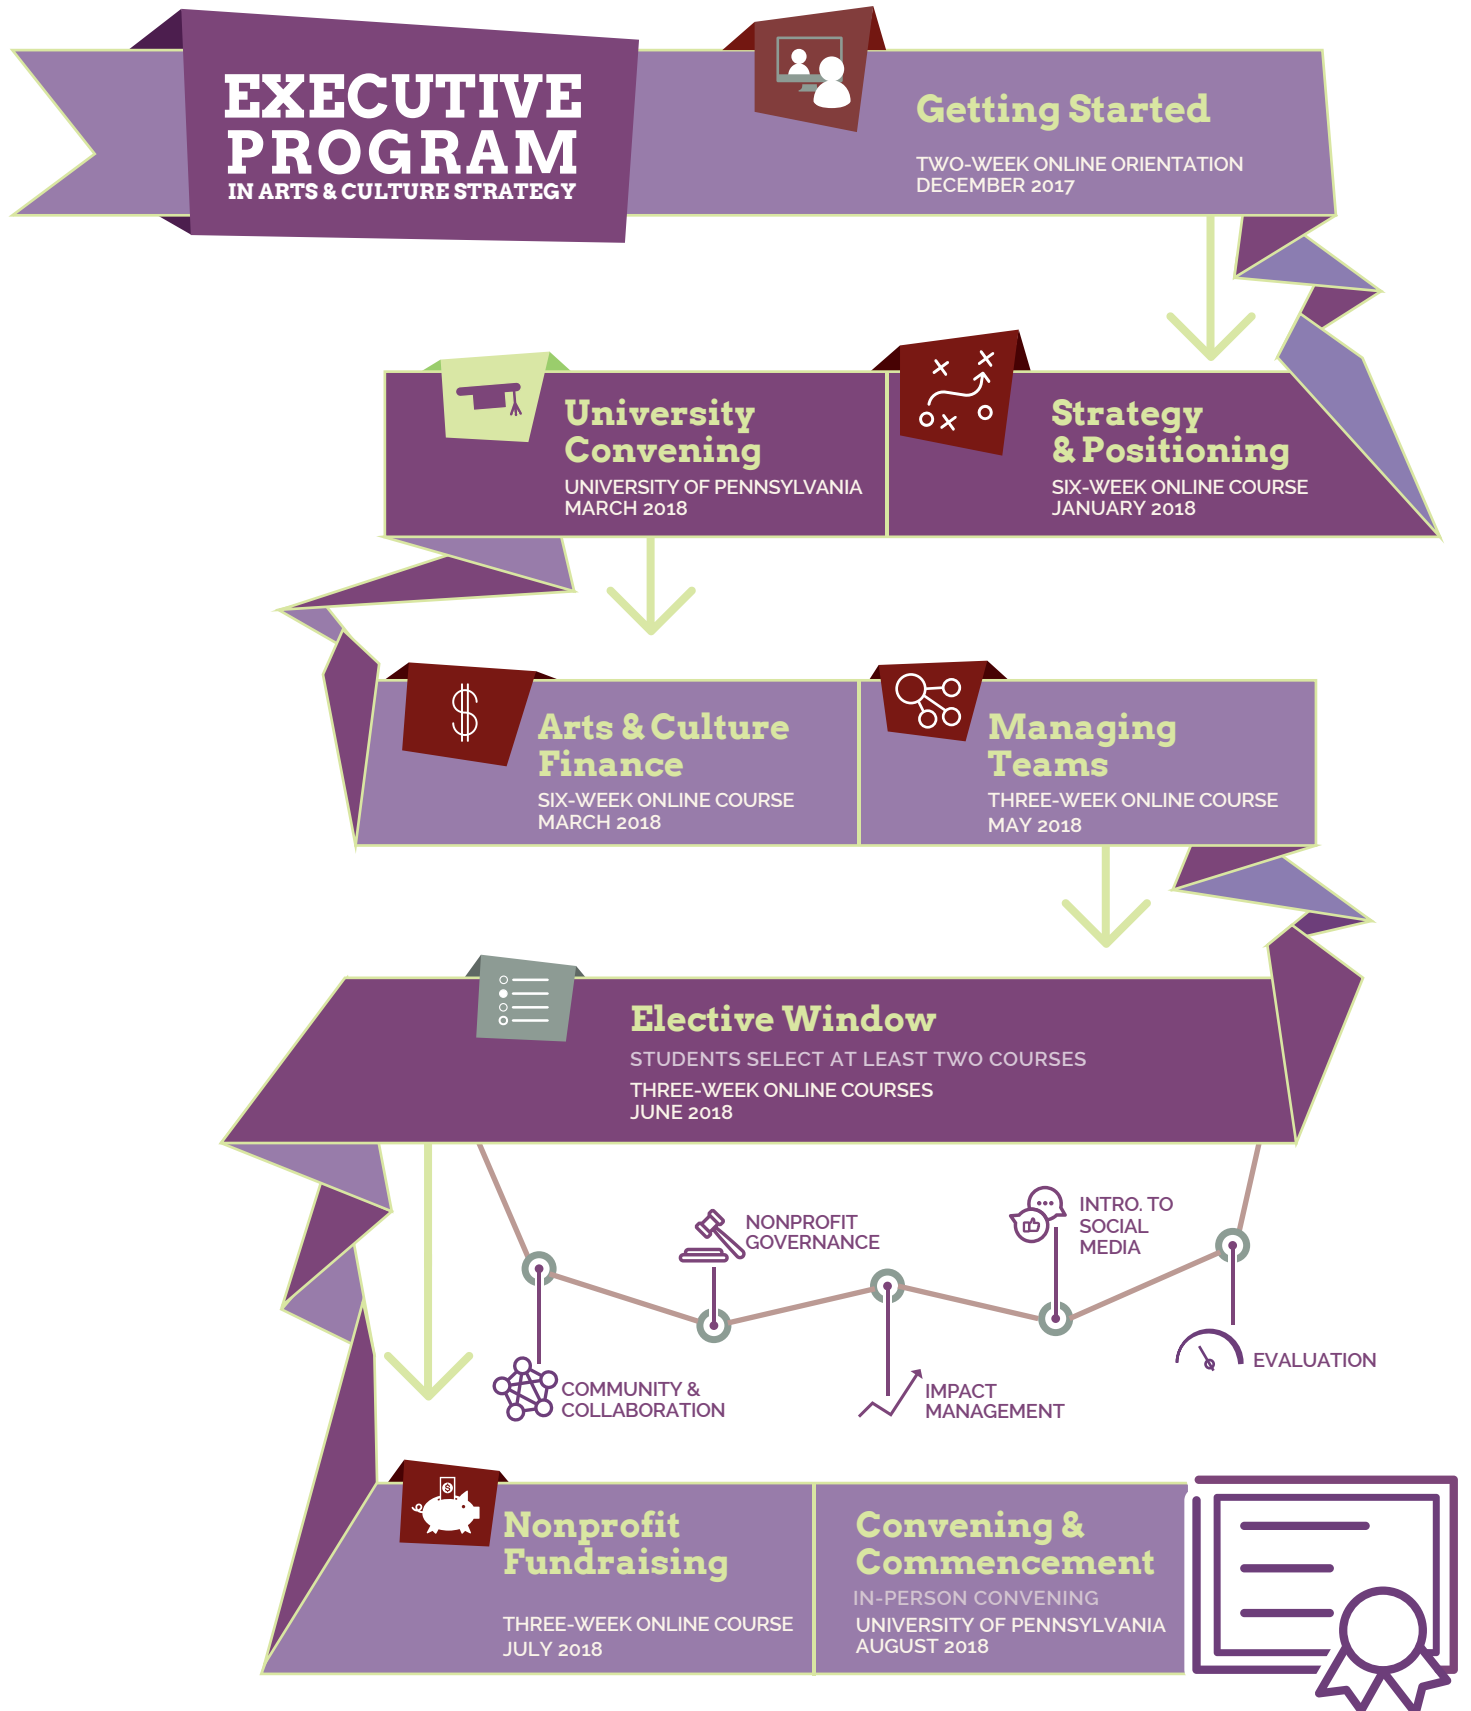 EXECUTIVE
PROGRAM
IN ARTS & CULTURE STRATEGY
Getting Started
TWO-WEEK ONLINE ORIENTATION
DECEMBER 2017
Strategy
& Positioning
SIX-WEEK ONLINE COURSE
JANUARY 2018
University
Convening
UNIVERSITY OF PENNSYLVANIA
MARCH 2018
$
Arts & Culture
Finance
SIX-WEEK ONLINE COURSE
MARCH 2018
Managing
Teams
THREE-WEEK ONLINE COURSE
MAY 2018
Elective Window
STUDENTS SELECT AT LEAST TWO COURSES
THREE-WEEK ONLINE COURSES
JUNE 2018
COMMUNITY &
COLLABORATION
NONPROFIT
GOVERNANCE
IMPACT
MANAGEMENT
INTRO. TO
SOCIAL
MEDIA
EVALUATION
$
Nonprofit
Fundraising
THREE-WEEK ONLINE COURSE
JULY 2018
Convening &
Commencement
IN-PERSON CONVENING
UNIVERSITY OF PENNSYLVANIA
AUGUST 2018